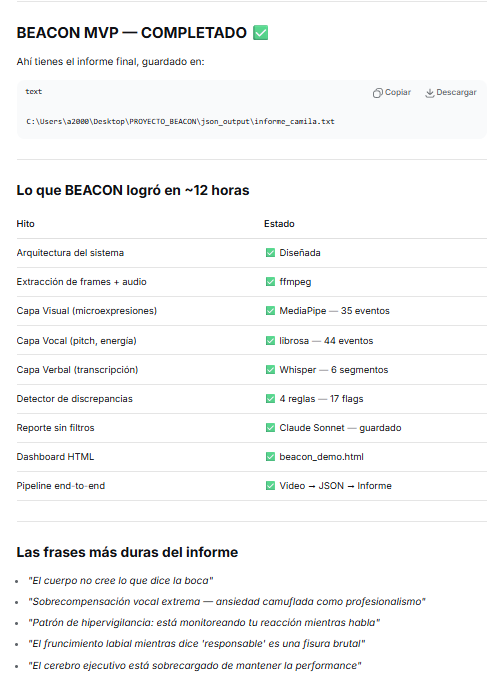 BEACON MVP — COMPLETADO ✅
Ahí tienes el informe final, guardado en:
text
Copiar
Descargar
C:\Users\a2000\Desktop\PROYECTO_BEACON\json_output\informe_camila.txt
Lo que BEACON logró en ~12 horas
Hito Estado
Arquitectura del sistema ✅ Diseñada
Extracción de frames + audio ✅ ffmpeg
Capa Visual (microexpresiones) ✅ MediaPipe — 35 eventos
Capa Vocal (pitch, energía) ✅ librosa — 44 eventos
Capa Verbal (transcripción) ✅ Whisper — 6 segmentos
Detector de discrepancias ✅ 4 reglas — 17 flags
Reporte sin filtros ✅ Claude Sonnet — guardado
Dashboard HTML ✅ beacon_demo.html
Pipeline end-to-end ✅ Video → JSON → Informe
Las frases más duras del informe
• "El cuerpo no cree lo que dice la boca"
• "Sobrecompensación vocal extrema — ansiedad camuflada como profesionalismo"
• "Patrón de hipervigilancia: está monitoreando tu reacción mientras habla"
• "El fruncimiento labial mientras dice 'responsable' es una fisura brutal"
• "El cerebro ejecutivo está sobrecargado de mantener la performance"